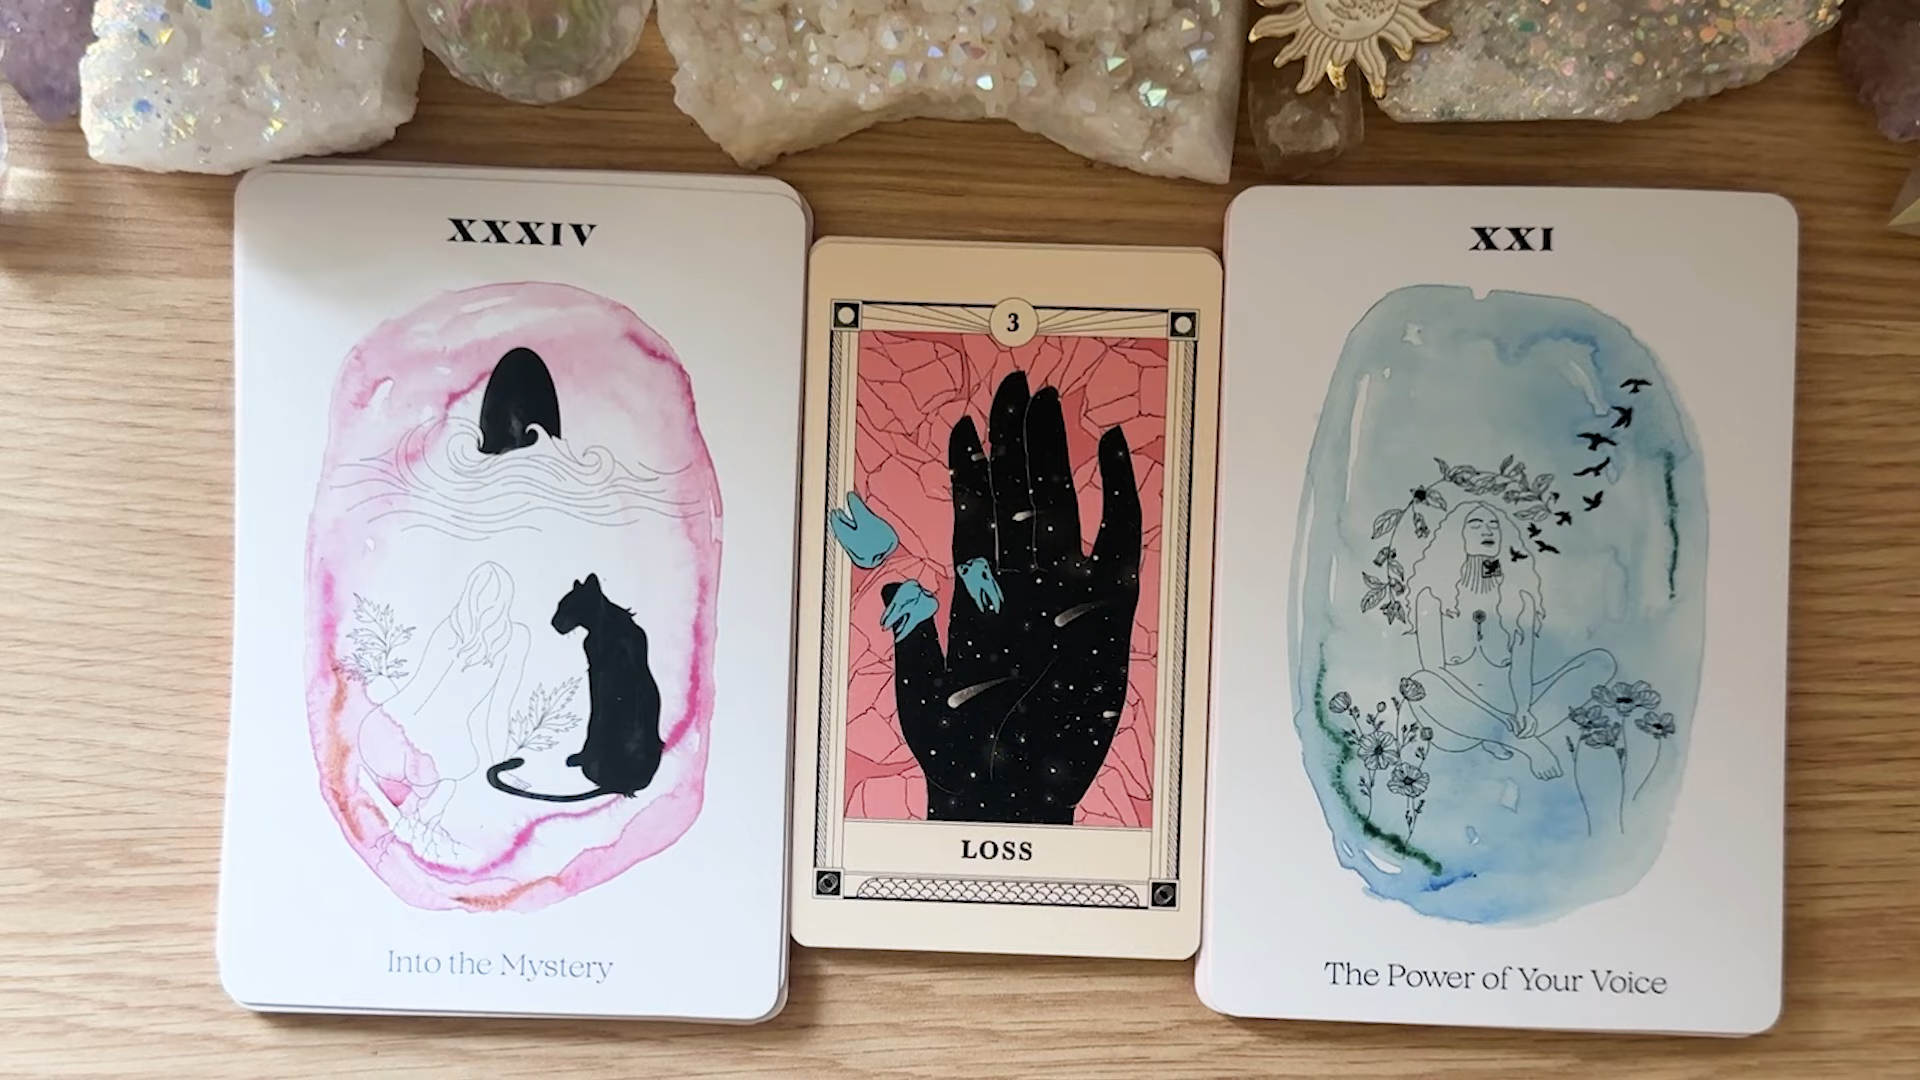 XXXIV
Into the Mystery
3
LOSS
XXI
The Power of Your Voice